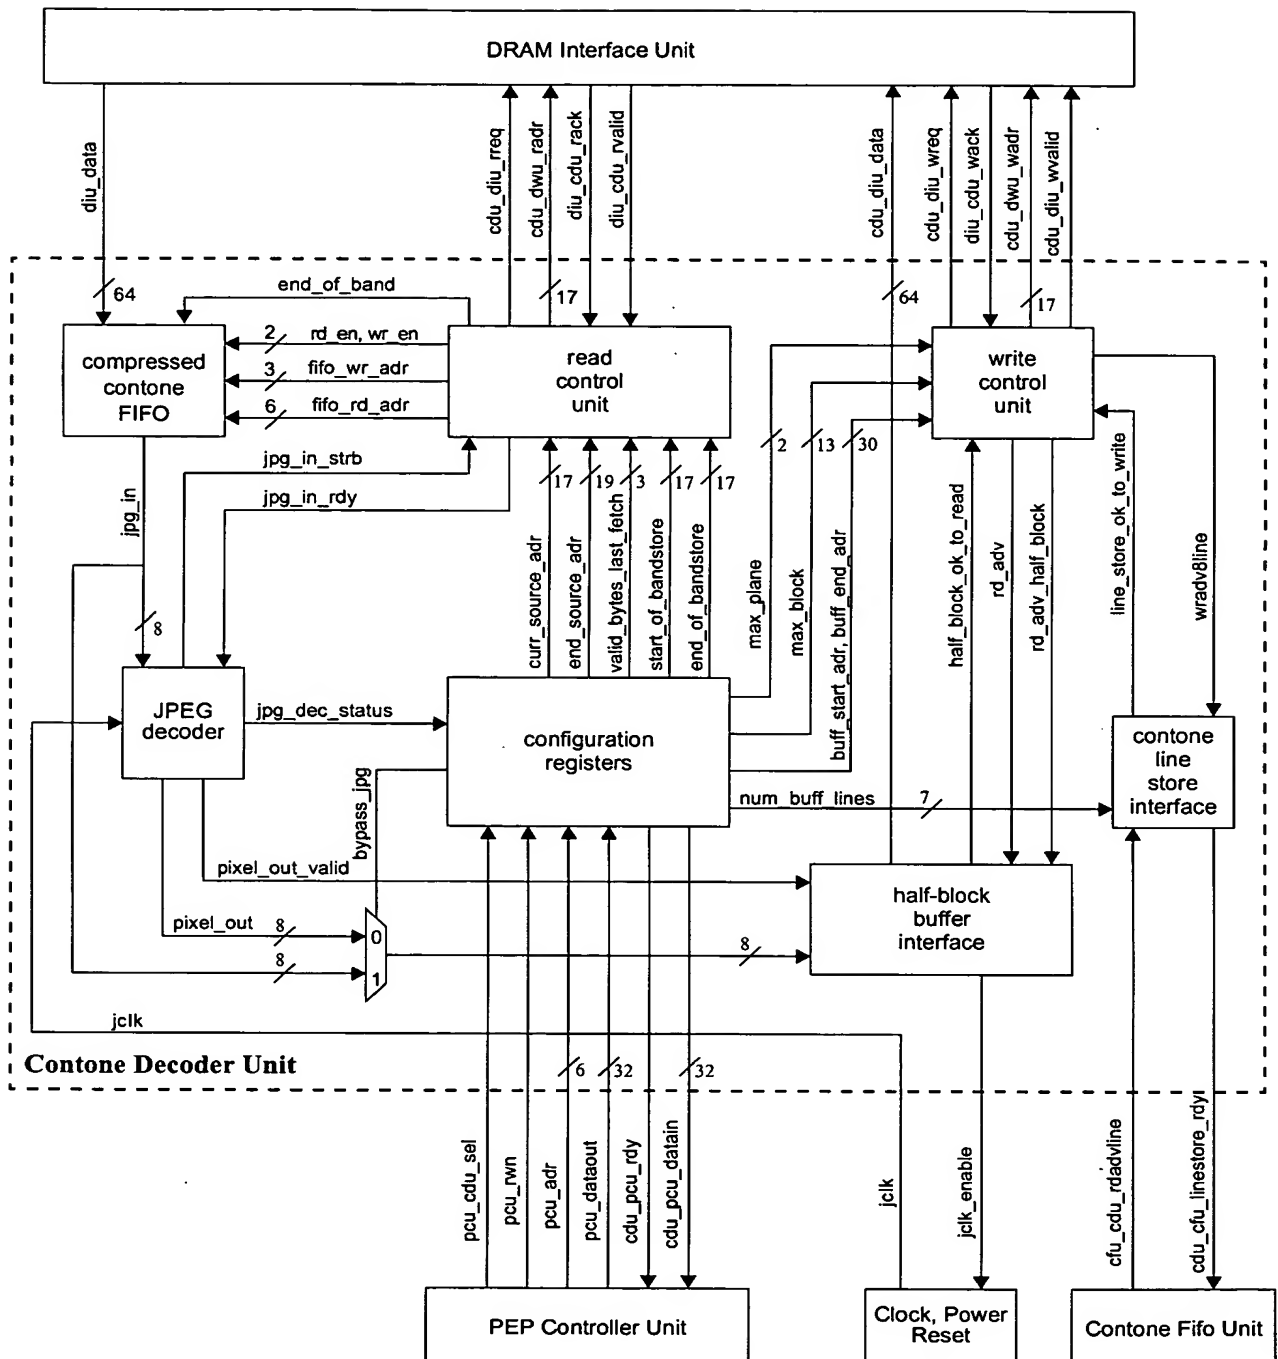 DRAM Interface Unit
diu_data
cdu_diu_rreq
cdu_dwu_radr
diu_cdu_rack
diu_cdu_rvalid
cdu_diu_data
cdu_diu_wreq
diu_cdu_wack
cdu_dwu_wadr
cdu_diu_wvalid
64
end_of_band
17
64
17
compressed
contone
FIFO
2
rd_en, wr_en
3
fifo_wr_adr
6
fifo_rd_adr
read
control
unit
write
control
unit
2
13
30
jpg_in
jpg_in_strb
jpg_in_rdy
17
19
3
17
17
curr_source_adr
end_source_adr
valid_bytes_last_fetch
start_of_bandstore
end_of_bandstore
max_plane
max_block
buff_start_adr, buff_end_adr
half_block_ok_to_read
rd_adv
rd_adv_half_block
line_store_ok_to_write
wradv8line
8
JPEG
decoder
jpg_dec_status
configuration
registers
contone
line
store
interface
bypass_jpg
num_buff_lines
7
pixel_out_valid
half-block
buffer
interface
pixel_out
8
0
8
1
8
jclk
Contone Decoder Unit
6
32
32
pcu_cdu_sel
pcu_rwn
pcu_adr
pcu_dataout
cdu_pcu_rdy
cdu_pcu_datain
jclk
jclk_enable
cfu_cdu_rdadvline
cdu_cfu_linestore_rdy
PEP Controller Unit
Clock, Power
Reset
Contone Fifo Unit